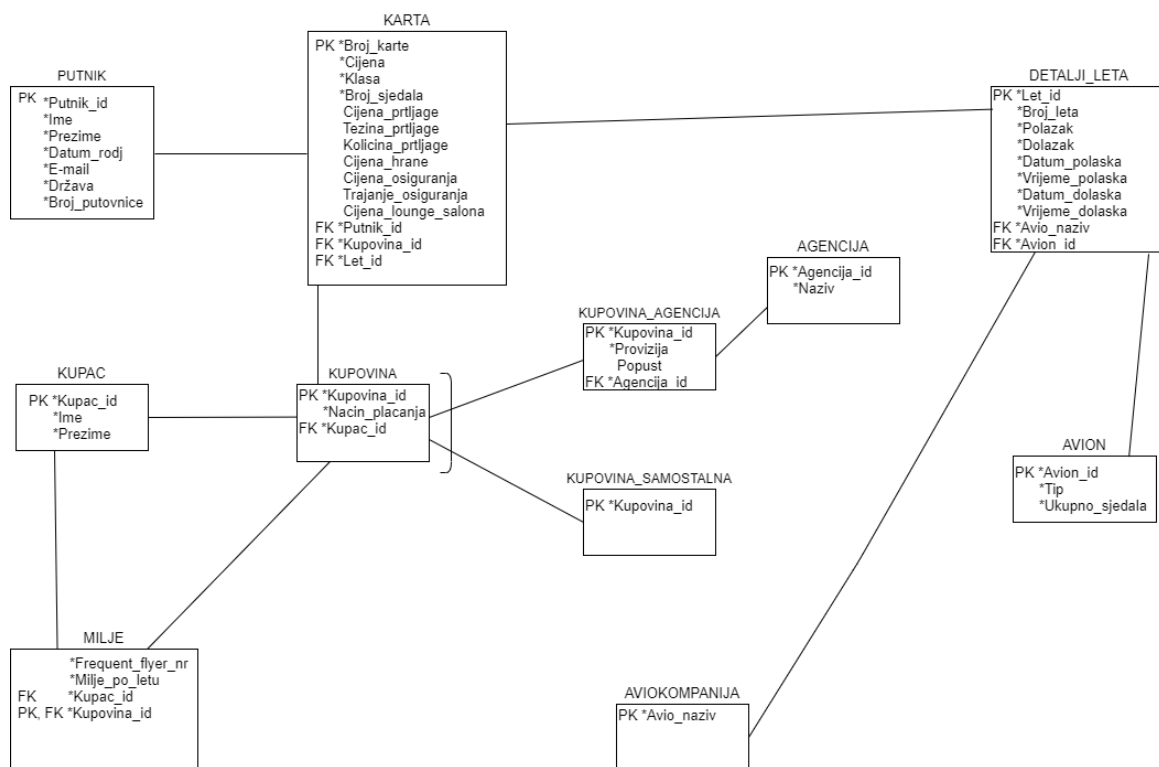 KARTA
PK *Broj_karte
*Cijena
*Klasa
*Broj_sjedala
Cijena_prtljage
Tezina_prtljage
Kolicina_prtljage
Cijena_hrane
Cijena_osiguranja
Trajanje_osiguranja
Cijena_lounge_salona
FK *Putnik_id
FK *Kupovina_id
FK *Let_id
PUTNIK
PK *Putnik_id
*Ime
*Prezime
*Datum_rodj
*E-mail
*Država
*Broj_putovnice
DETALJI_LETA
PK *Let_id
*Broj_leta
*Polazak
*Dolazak
*Datum_polaska
*Vrijeme_polaska
*Datum_dolaska
*Vrijeme_dolaska
FK *Avio_naziv
FK *Avion_id
AGENCIJA
PK *Agencija_id
*Naziv
KUPOVINA_AGENCIJA
PK *Kupovina_id
*Provizija
Popust
FK *Agencija_id
KUPAC
PK *Kupac_id
*Ime
*Prezime
KUPOVINA
PK *Kupovina_id
*Nacin_placanja
FK *Kupac_id
AVION
PK *Avion_id
*Tip
*Ukupno_sjedala
KUPOVINA_SAMOSTALNA
PK *Kupovina_id
MILJE
*Frequent_flyer_nr
*Milje_po_letu
FK *Kupac_id
PK, FK *Kupovina_id
AVIOKOMPANIJA
PK *Avio_naziv